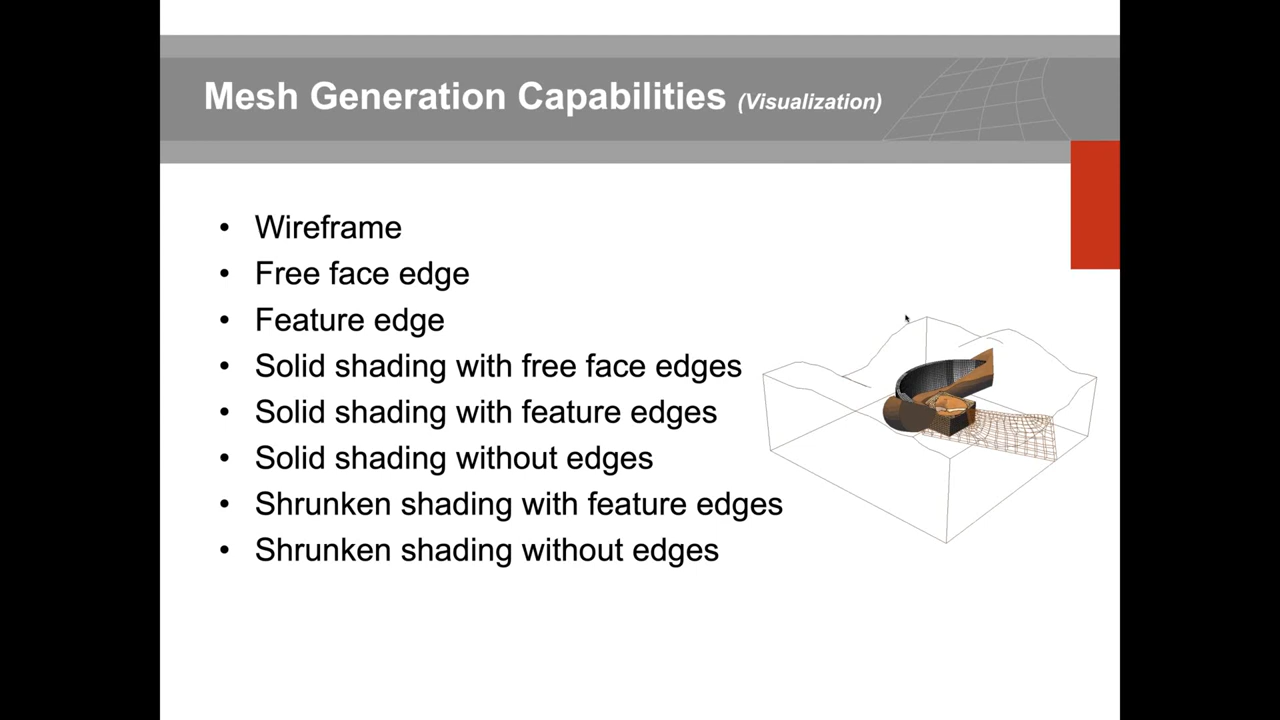 Mesh Generation Capabilities (Visualization)
• Wireframe
• Free face edge
• Feature edge
• Solid shading with free face edges
• Solid shading with feature edges
• Solid shading without edges
• Shrunken shading with feature edges
• Shrunken shading without edges